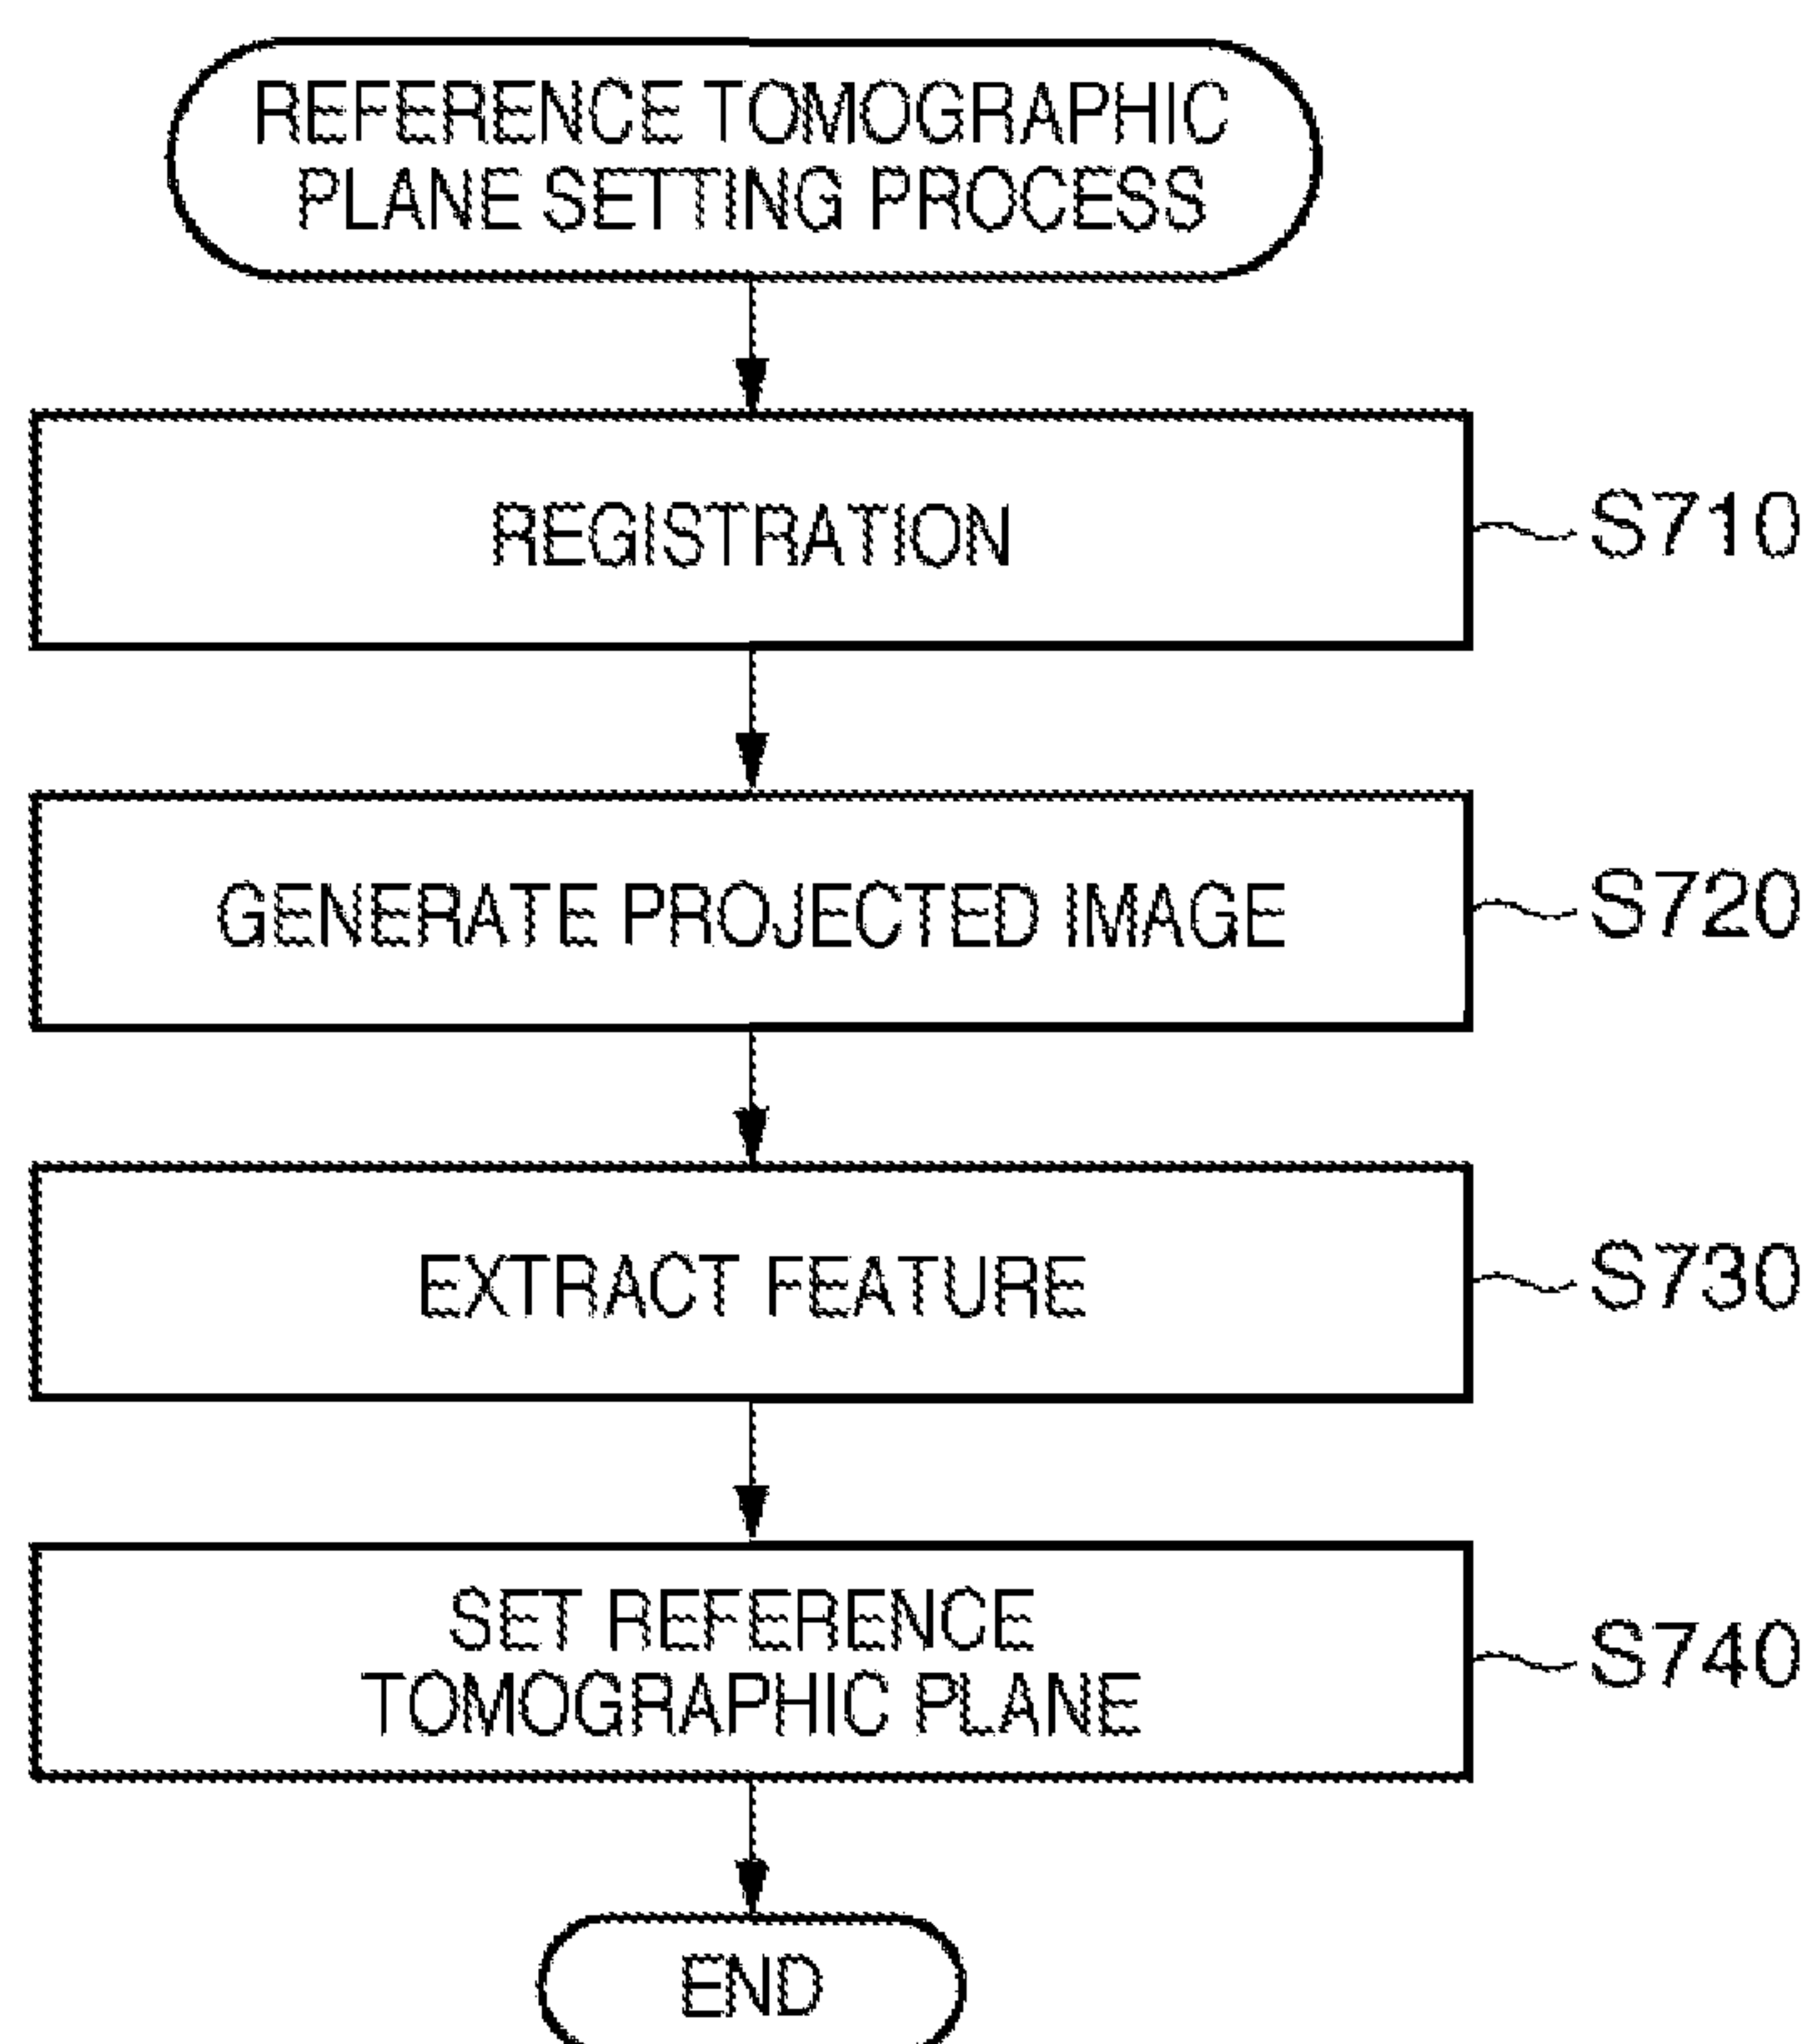 REFERENCE TOMOGRAPHIC
PLANE SETTING PROCESS
REGISTRATION
S710
GENERATE PROJECTED IMAGE
S720
EXTRACT FEATURE
S730
SET REFERENCE
TOMOGRAPHIC PLANE
S740
END